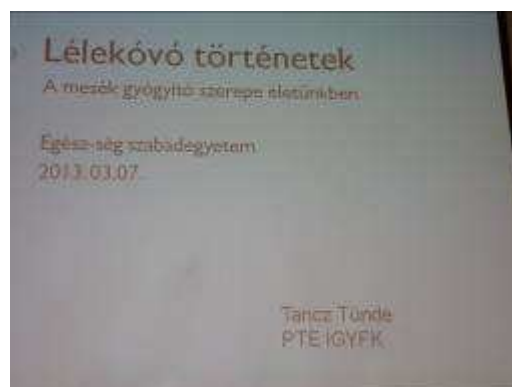 Lélekóvó történetek
A mesék gyógyító szerepe életünkben
Egész-ség szabadegyetem
2013.03.07.
Tancz Tünde
PTE IGYFK